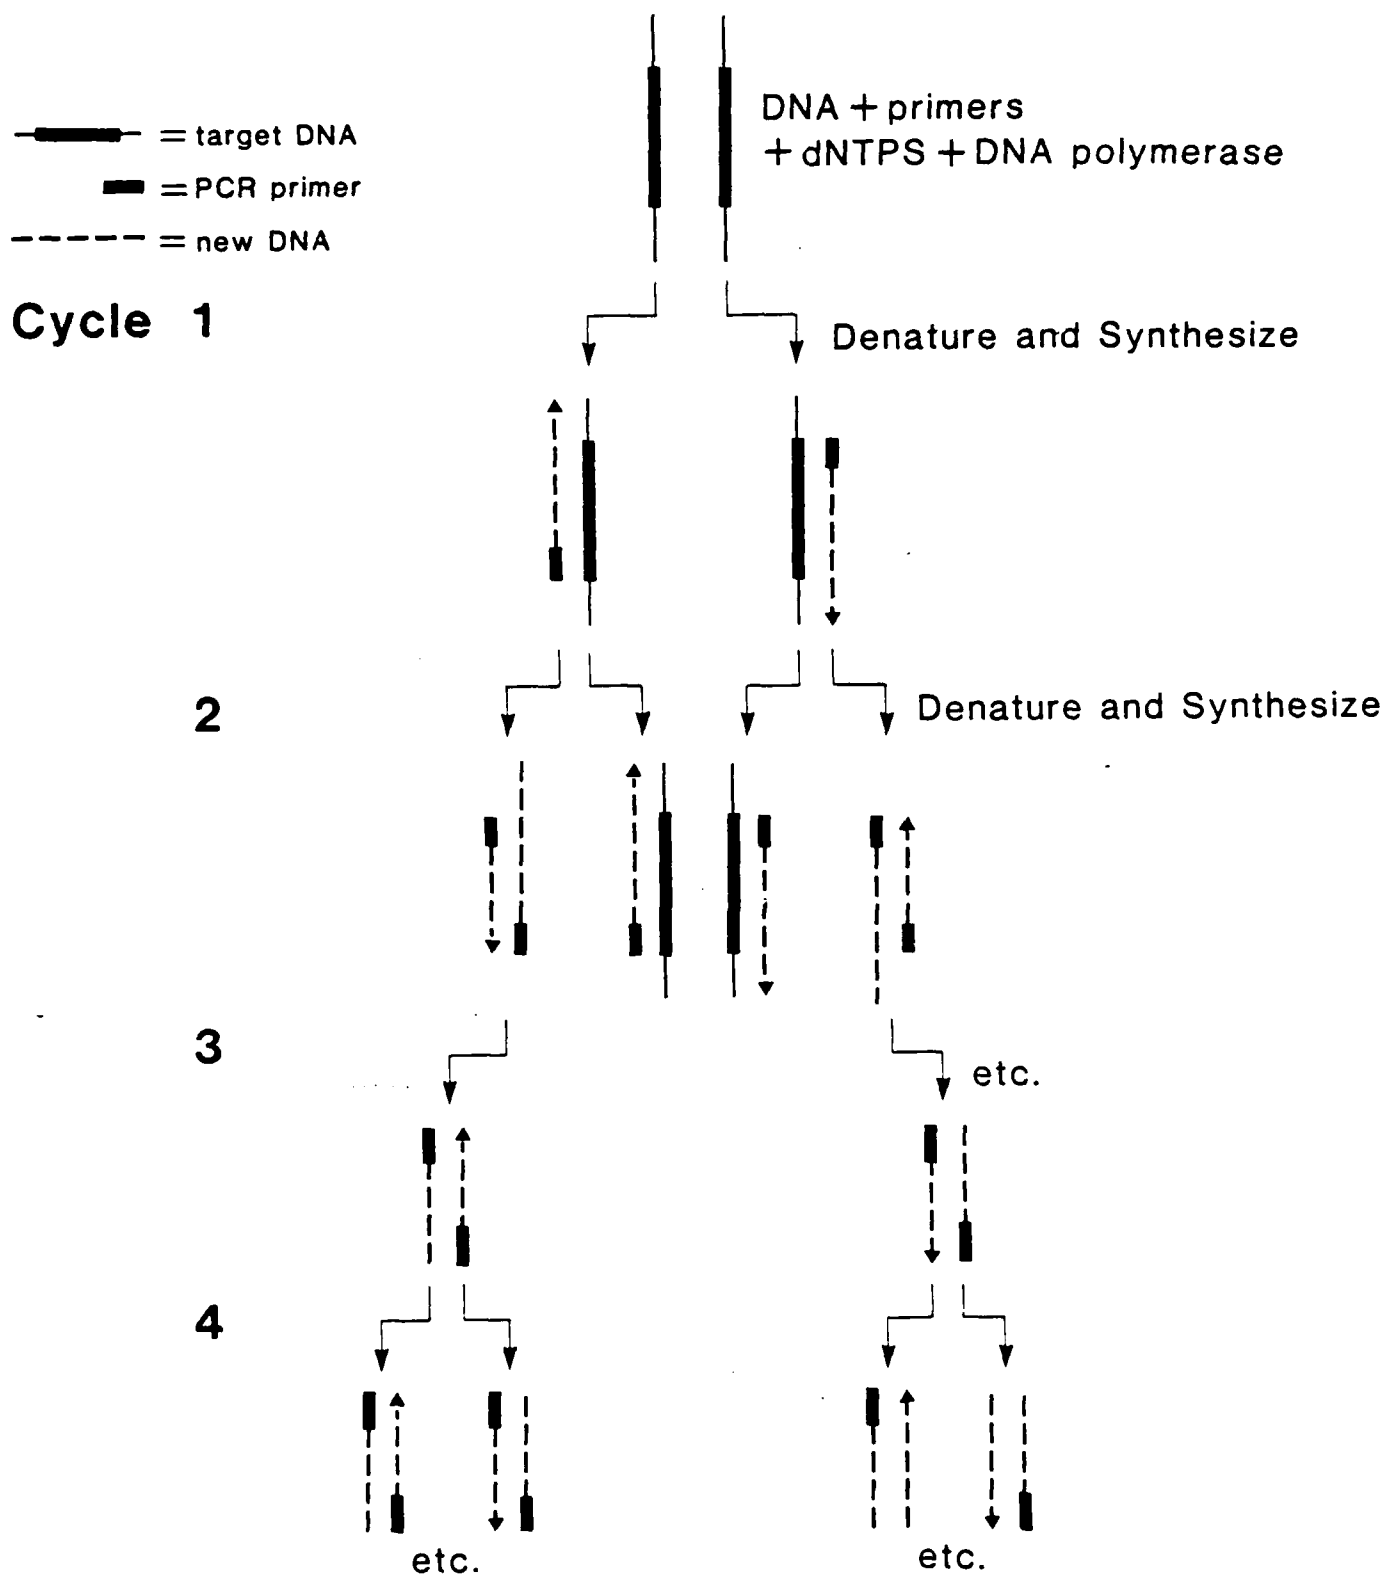 DNA + primers
+ dNTPS + DNA polymerase
= target DNA
= PCR primer
= new DNA
Cycle 1
Denature and Synthesize
2
Denature and Synthesize
3
etc.
4
etc.
etc.